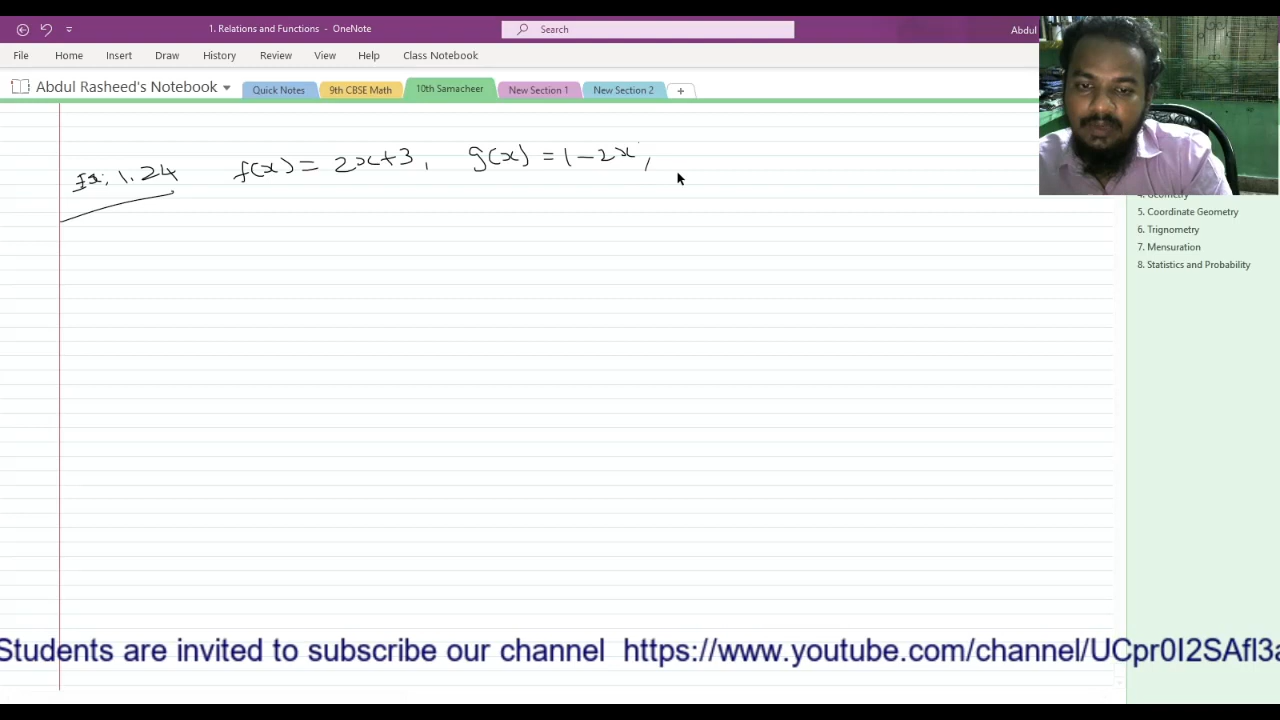 1. Relations and Functions - OneNote
Search
Abdul
File Home Insert Draw History Review View Help Class Notebook
Abdul Rasheed's Notebook
Quick Notes 9th CBSE Math 10th Samacheer New Section 1 New Section 2 +
Ex. 1.24 f(x) = 2x+3, g(x) = 1-2x,
5. Coordinate Geometry
6. Trignometry
7. Mensuration
8. Statistics and Probability
Students are invited to subscribe our channel https://www.youtube.com/channel/UCpr0I2SAfl3